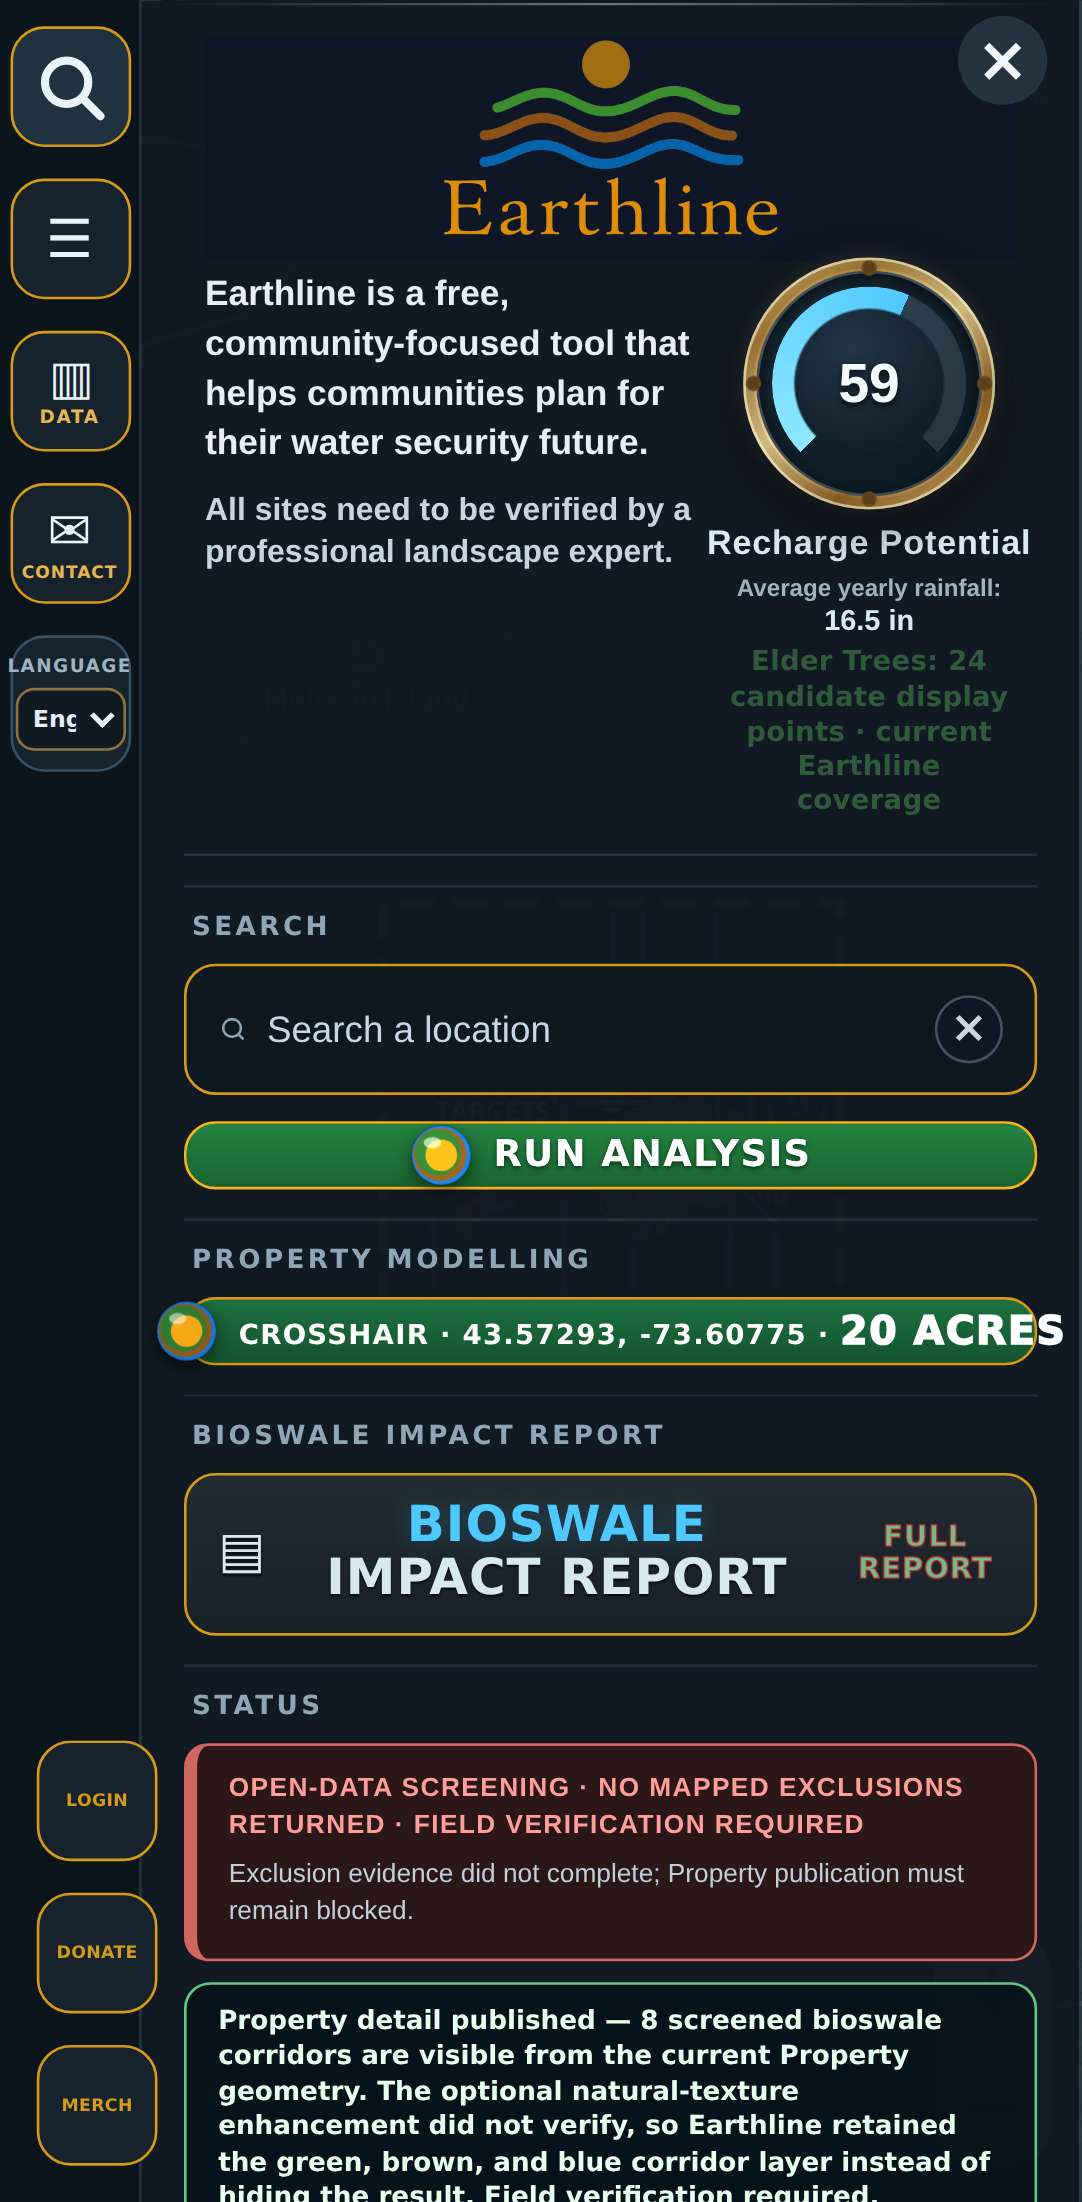 Earthline
Earthline is a free,
community-focused tool that
helps communities plan for
their water security future.
All sites need to be verified by a
professional landscape expert.
59
Recharge Potential
Average yearly rainfall:
16.5 in
Elder Trees: 24
candidate display
points · current
Earthline
coverage
DATA
CONTACT
LANGUAGE
Eng
SEARCH
Search a location
RUN ANALYSIS
PROPERTY MODELLING
CROSSHAIR · 43.57293, -73.60775 · 20 ACRES
BIOSWALE IMPACT REPORT
BIOSWALE
IMPACT REPORT
FULL
REPORT
STATUS
OPEN-DATA SCREENING · NO MAPPED EXCLUSIONS
RETURNED · FIELD VERIFICATION REQUIRED
Exclusion evidence did not complete; Property publication must
remain blocked.
LOGIN
DONATE
MERCH
Property detail published — 8 screened bioswale
corridors are visible from the current Property
geometry. The optional natural-texture
enhancement did not verify, so Earthline retained
the green, brown, and blue corridor layer instead of
hiding the result. Field verification required.